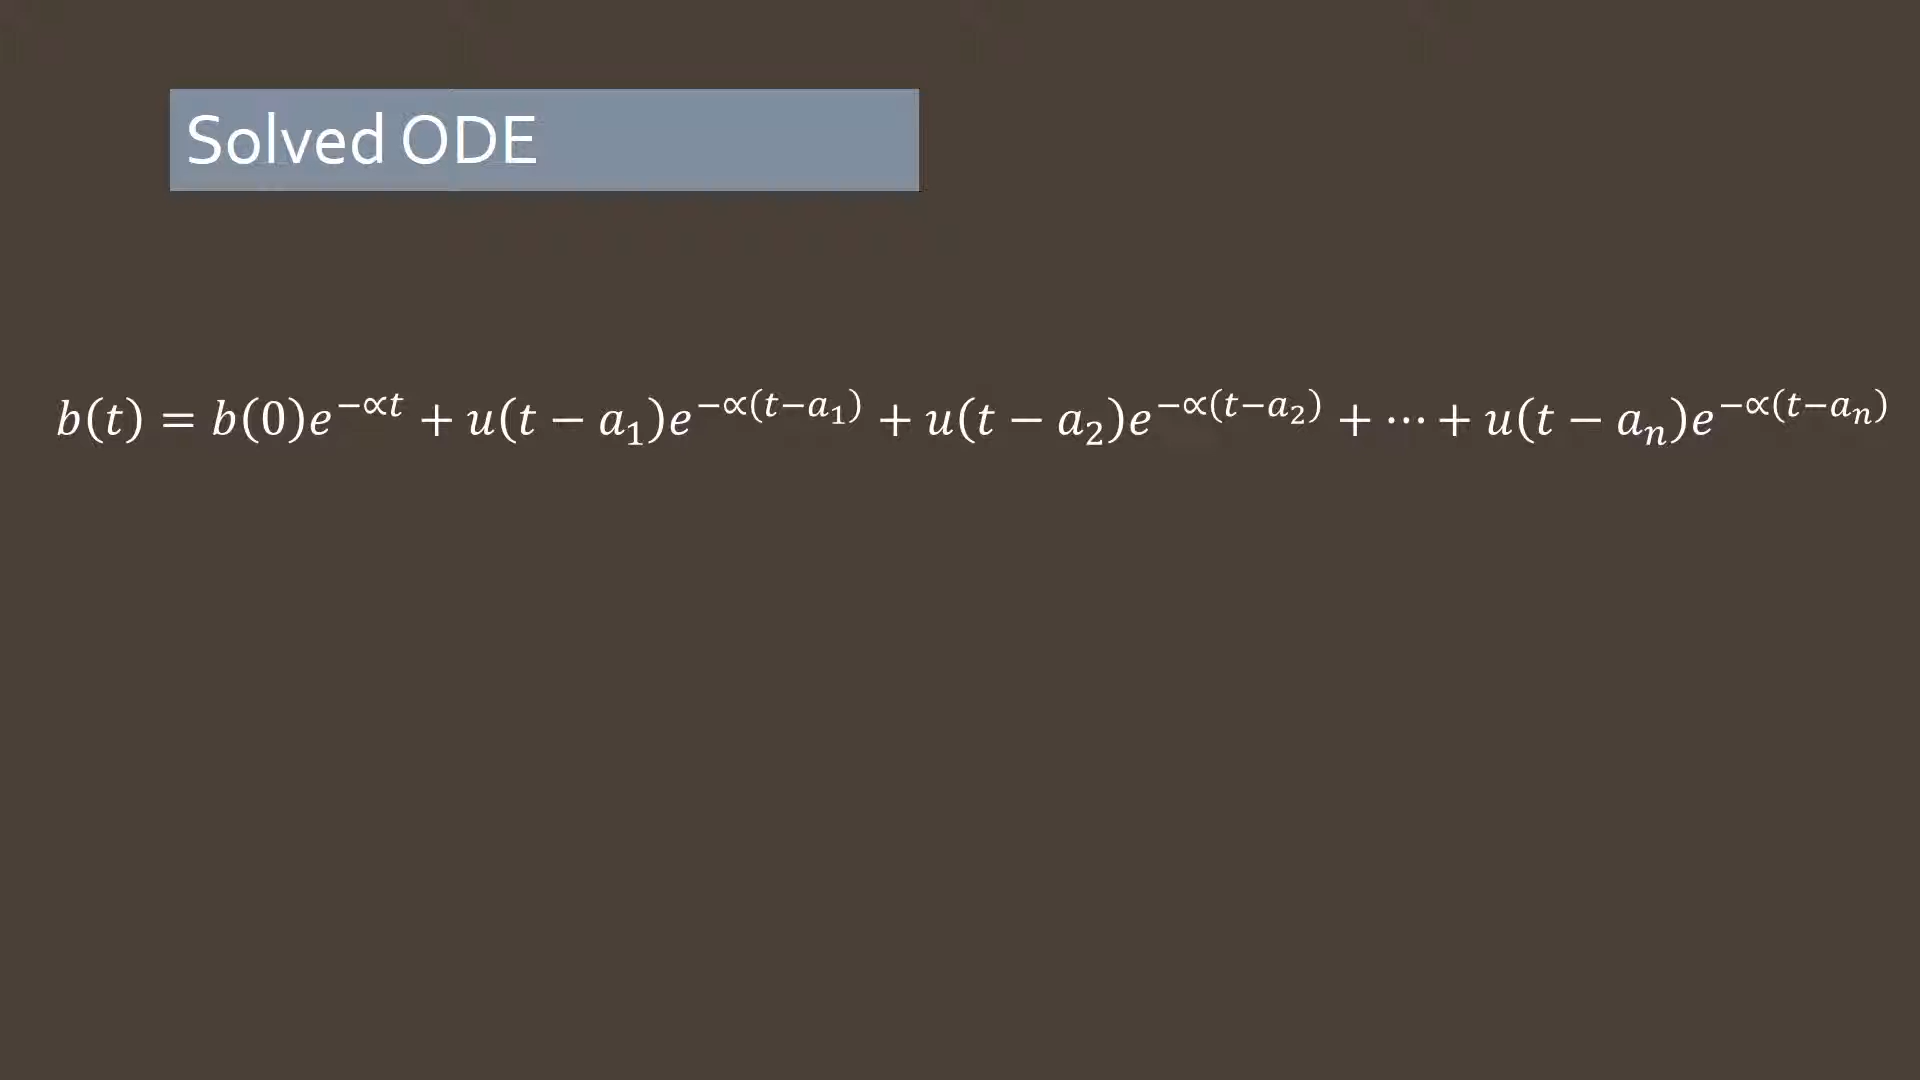 Solved ODE
b(t) = b(0)e^{−∝t} + u(t − a₁)e^{−∝(t−a₁)} + u(t − a₂)e^{−∝(t−a₂)} + ⋯ + u(t − aₙ)e^{−∝(t−aₙ)}